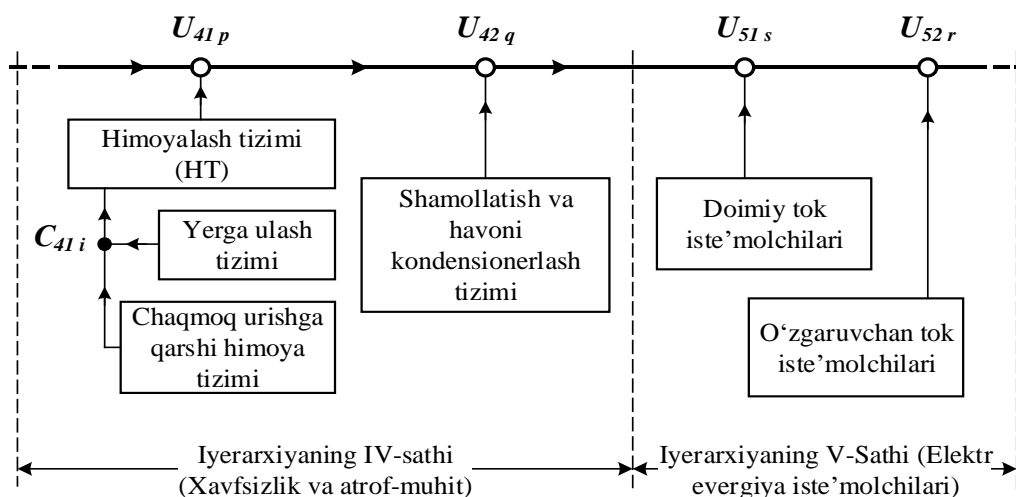 U41 p
U42 q
U51 s
U52 r
Himoyalash tizimi
(HT)
C41 i
Yerga ulash
tizimi
Chaqmoq urishga
qarshi himoya
tizimi
Shamollatish va
havoni
kondensionerlash
tizimi
Doimiy tok
iste’molchilari
O‘zgaruvchan tok
iste’molchilari
Iyerarxiyaning IV-sathi
(Xavfsizlik va atrof-muhit)
Iyerarxiyaning V-Sathi (Elektr
evergiya iste’molchilari)